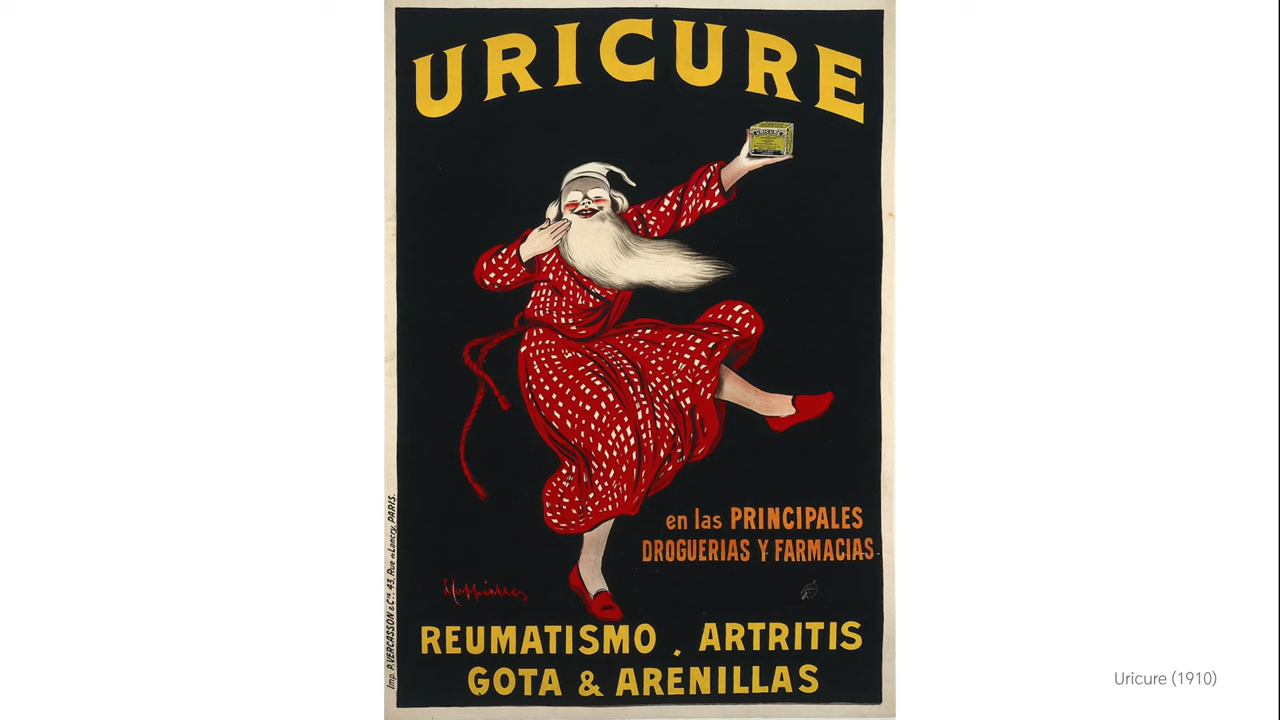 URICURE
URICURE
en las PRINCIPALES
DROGUERIAS Y FARMACIAS.
REUMATISMO , ARTRITIS
GOTA & ARENILLAS
Imp. P. VERCASSON & Cie 43, Rue de Lancry, PARIS.
Uricure (1910)